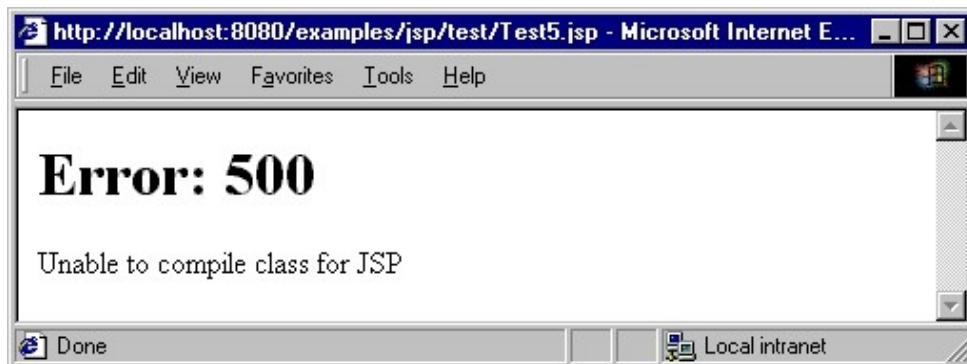 http://localhost:8080/examples/jsp/test/Test5.jsp - Microsoft Internet E...
File Edit View Favorites Tools Help
Error: 500
Unable to compile class for JSP
Done Local intranet